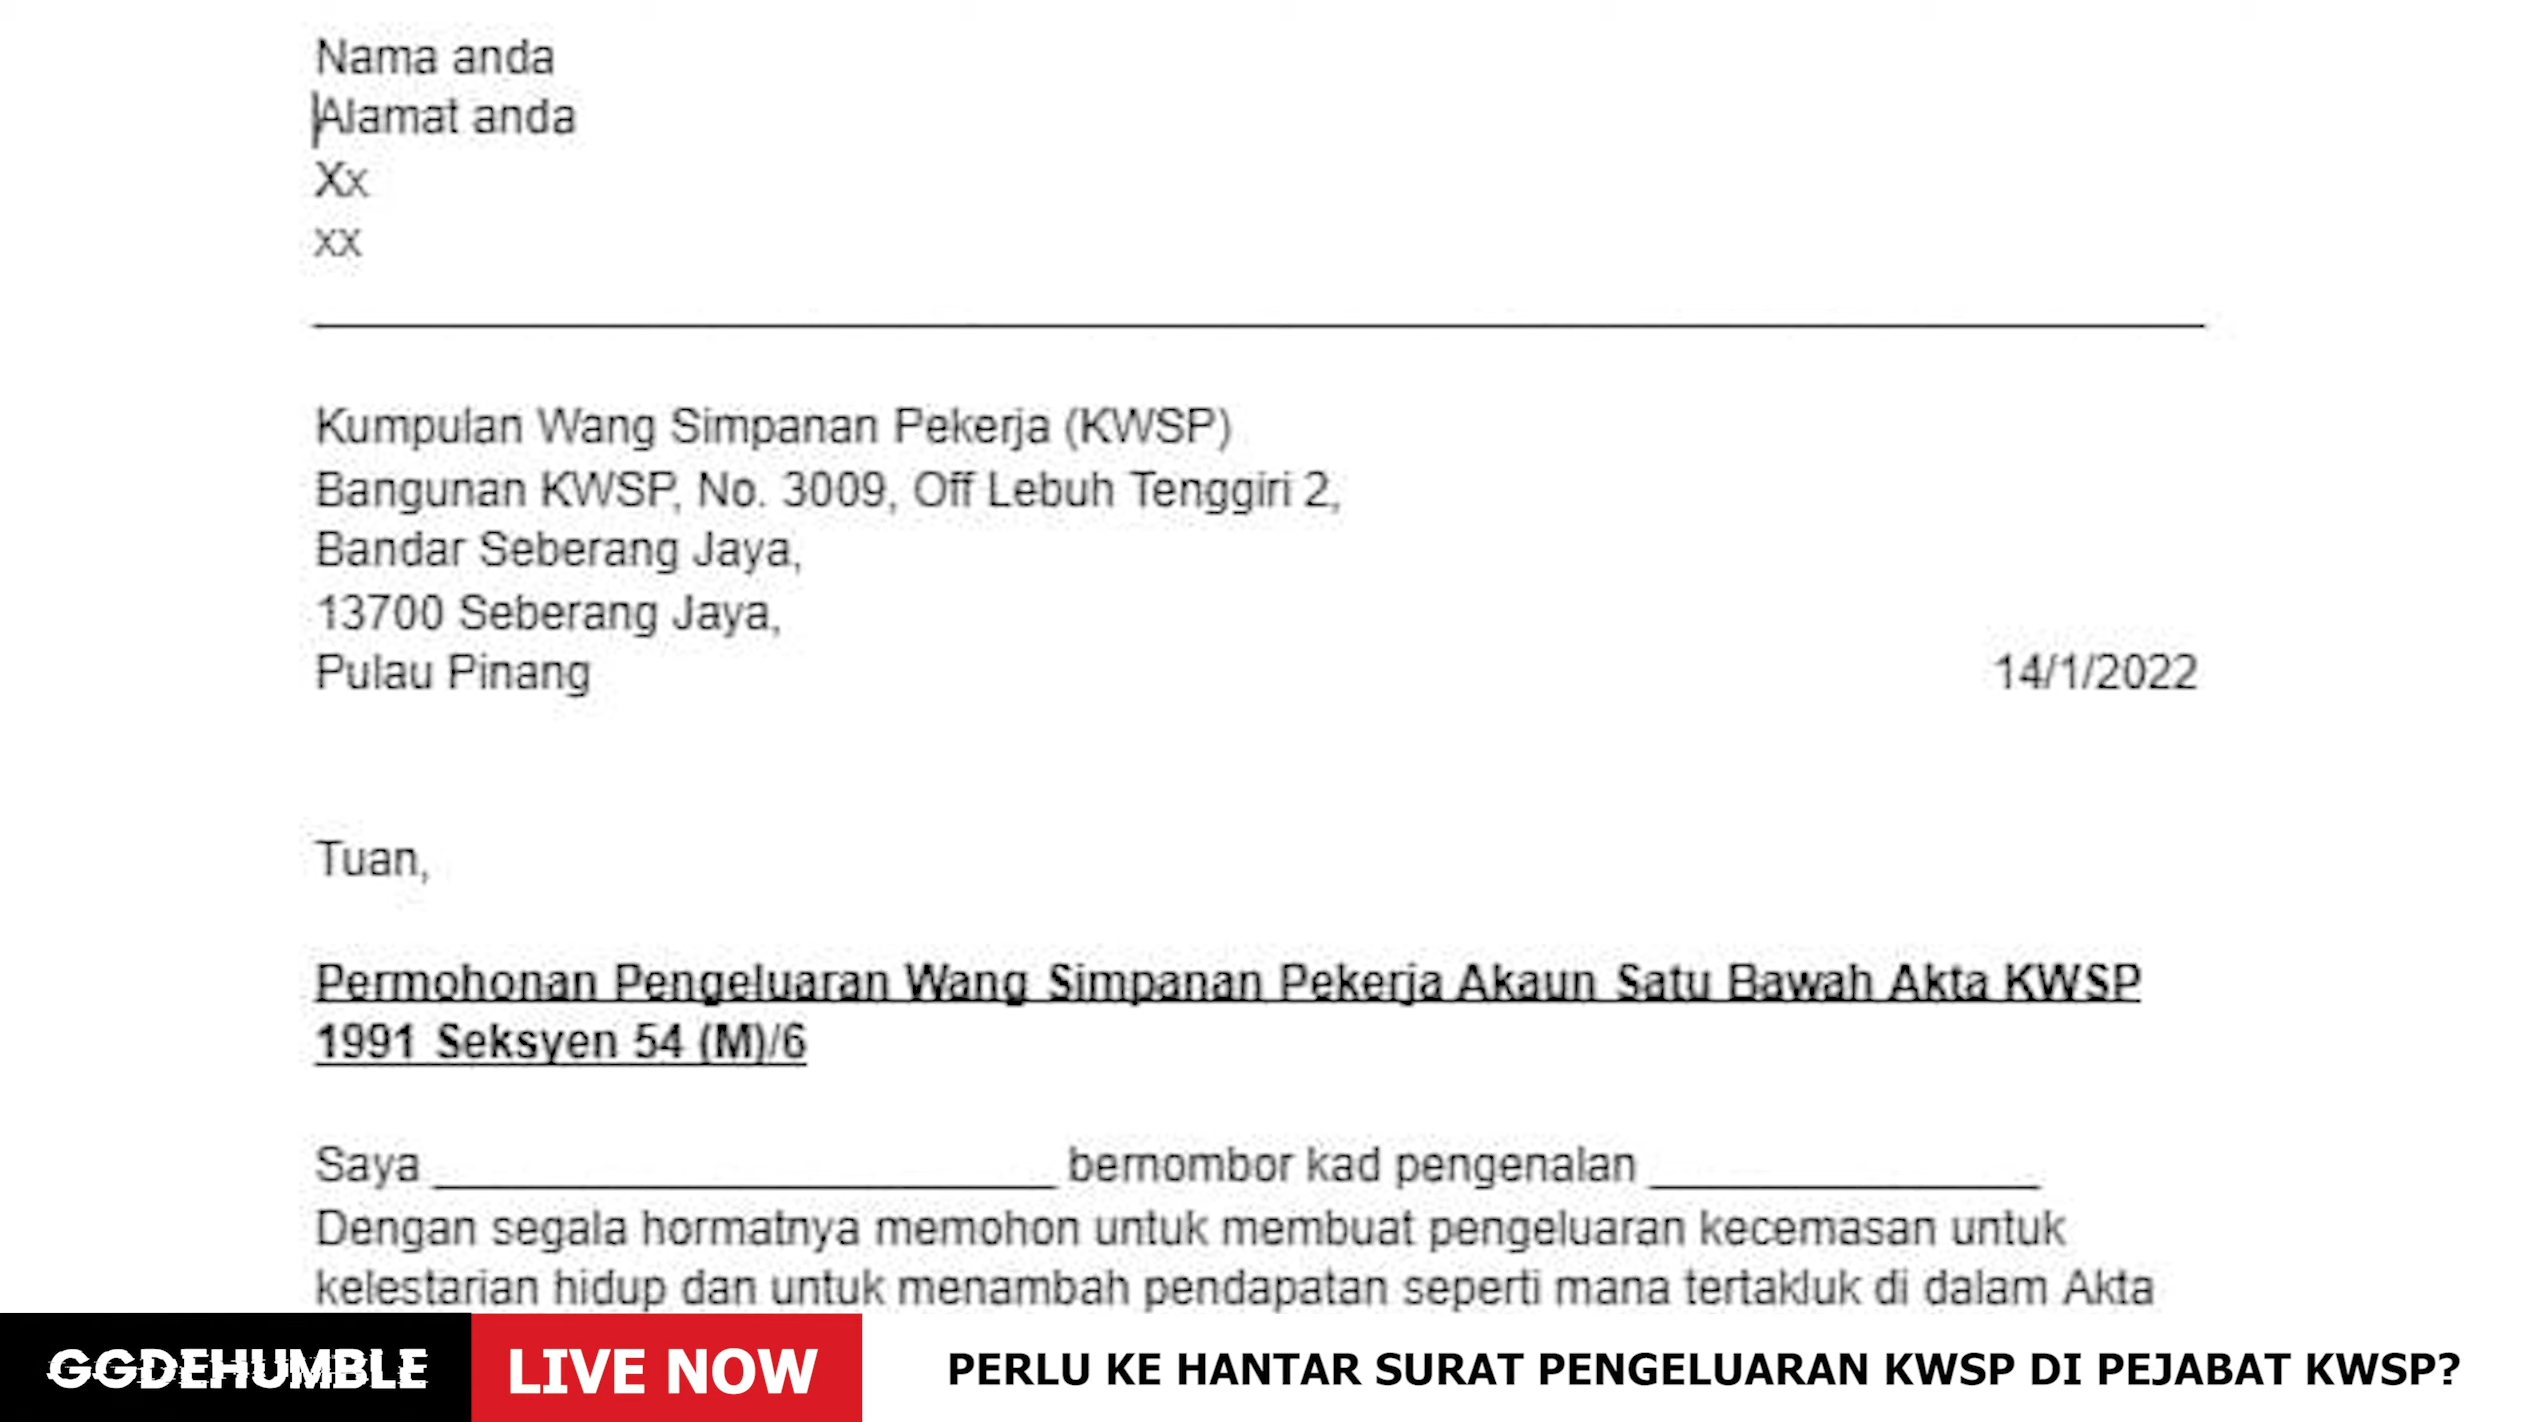 Nama anda
Alamat anda
Xx
xx
Kumpulan Wang Simpanan Pekerja (KWSP)
Bangunan KWSP, No. 3009, Off Lebuh Tenggiri 2,
Bandar Seberang Jaya,
13700 Seberang Jaya,
Pulau Pinang 14/1/2022
Tuan,
Permohonan Pengeluaran Wang Simpanan Pekerja Akaun Satu Bawah Akta KWSP
1991 Seksyen 54 (M)/6
Saya ____________________ bernombor kad pengenalan ____________
Dengan segala hormatnya memohon untuk membuat pengeluaran kecemasan untuk
kelestarian hidup dan untuk menambah pendapatan seperti mana tertakluk di dalam Akta
GGDEHUMBLE LIVE NOW PERLU KE HANTAR SURAT PENGELUARAN KWSP DI PEJABAT KWSP?